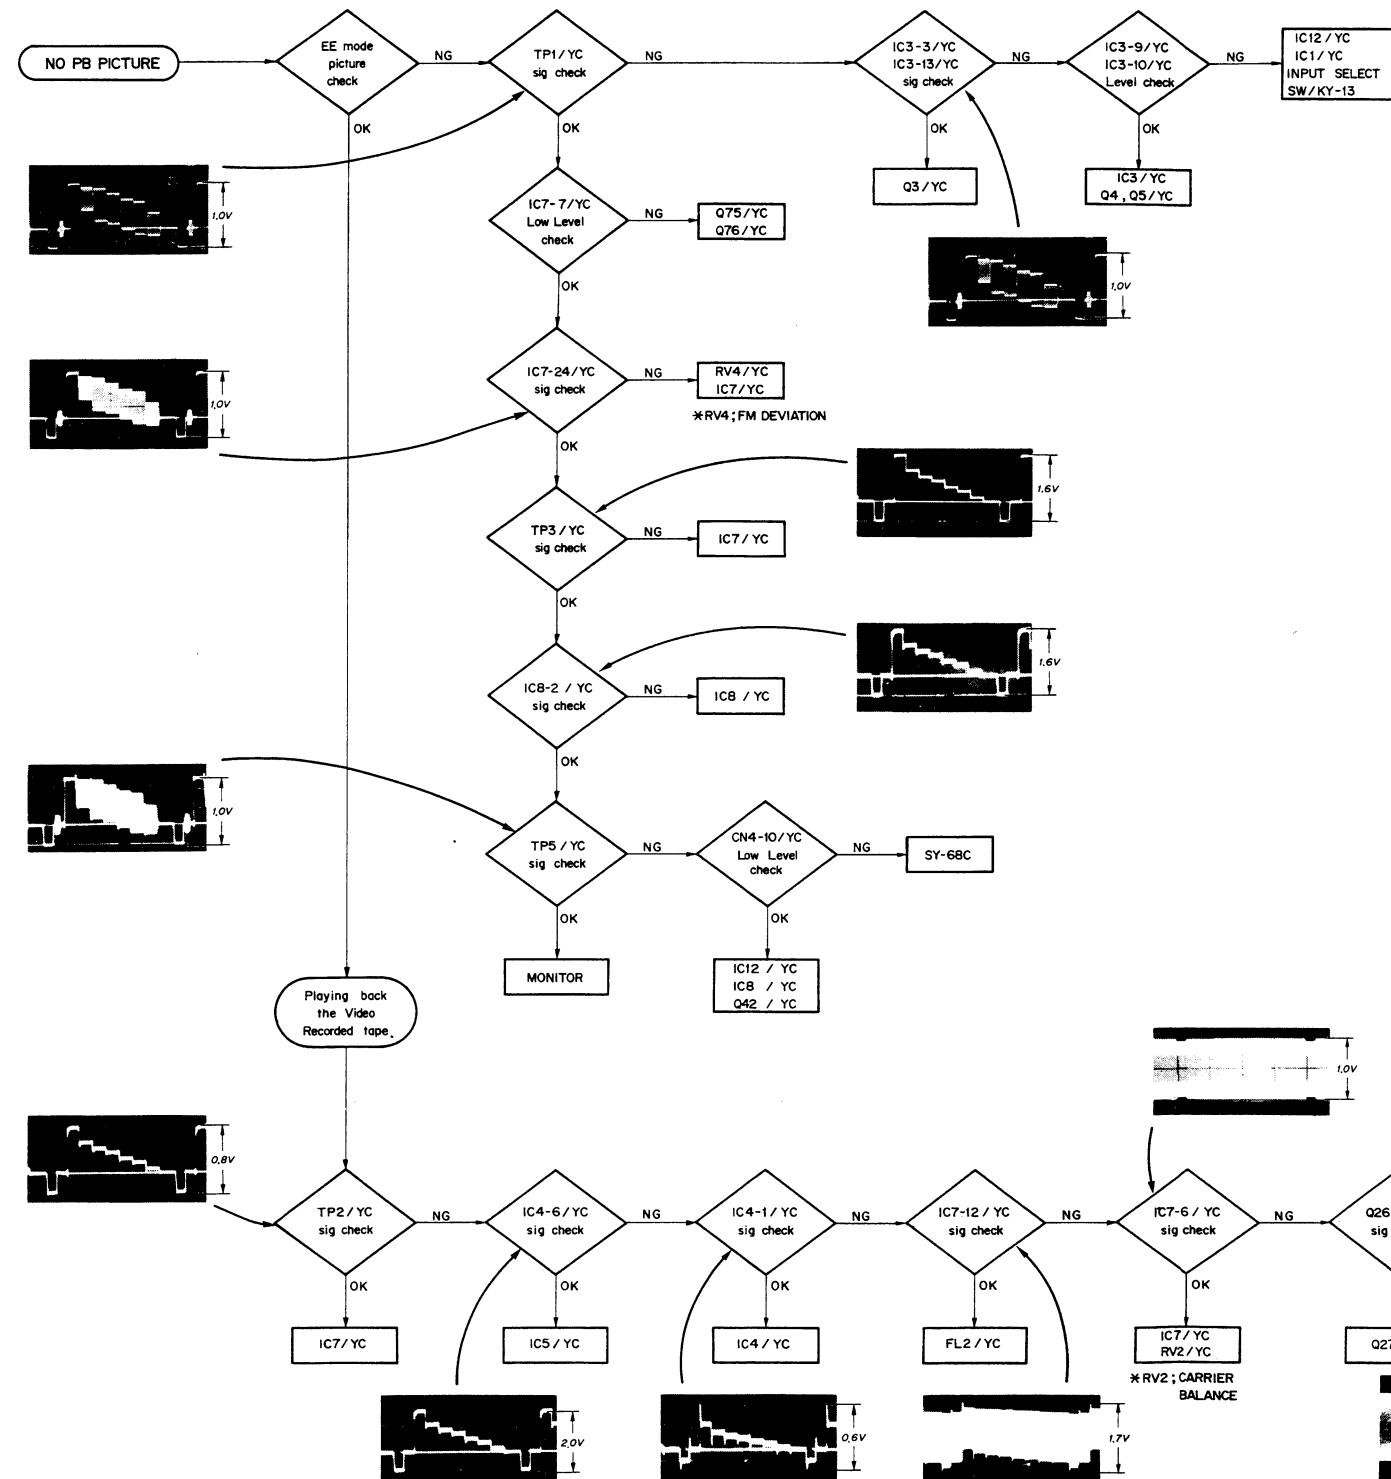 NO PB PICTURE
EE mode
picture
check
NG
OK
TP1/YC
sig check
NG
OK
IC3-3/YC
IC3-13/YC
sig check
NG
OK
IC3-9/YC
IC3-10/YC
Level check
NG
OK
IC12/YC
IC1/YC
INPUT SELECT
SW/KY-13
Q3/YC
IC3/YC
Q4, Q5/YC
1.0V
IC7-7/YC
Low Level
check
NG
OK
Q75/YC
Q76/YC
1.0V
IC7-24/YC
sig check
NG
OK
RV4/YC
IC7/YC
*RV4; FM DEVIATION
1.0V
TP3/YC
sig check
NG
OK
IC7/YC
1.6V
IC8-2 / YC
sig check
NG
OK
IC8 / YC
1.6V
1.0V
TP5/YC
sig check
NG
OK
CN4-10/YC
Low Level
check
NG
OK
SY-68C
MONITOR
IC12 / YC
IC8 / YC
Q42 / YC
Playing back
the Video
Recorded tape.
1.0V
0.8V
TP2/YC
sig check
NG
OK
IC4-6/YC
sig check
NG
OK
IC4-1/YC
sig check
NG
OK
IC7-12/YC
sig check
NG
OK
IC7-6/YC
sig check
NG
OK
Q26
sig
IC7/YC
IC5/YC
IC4/YC
FL2/YC
IC7/YC
RV2/YC
*RV2; CARRIER
BALANCE
Q27
2.0V
0.6V
1.7V